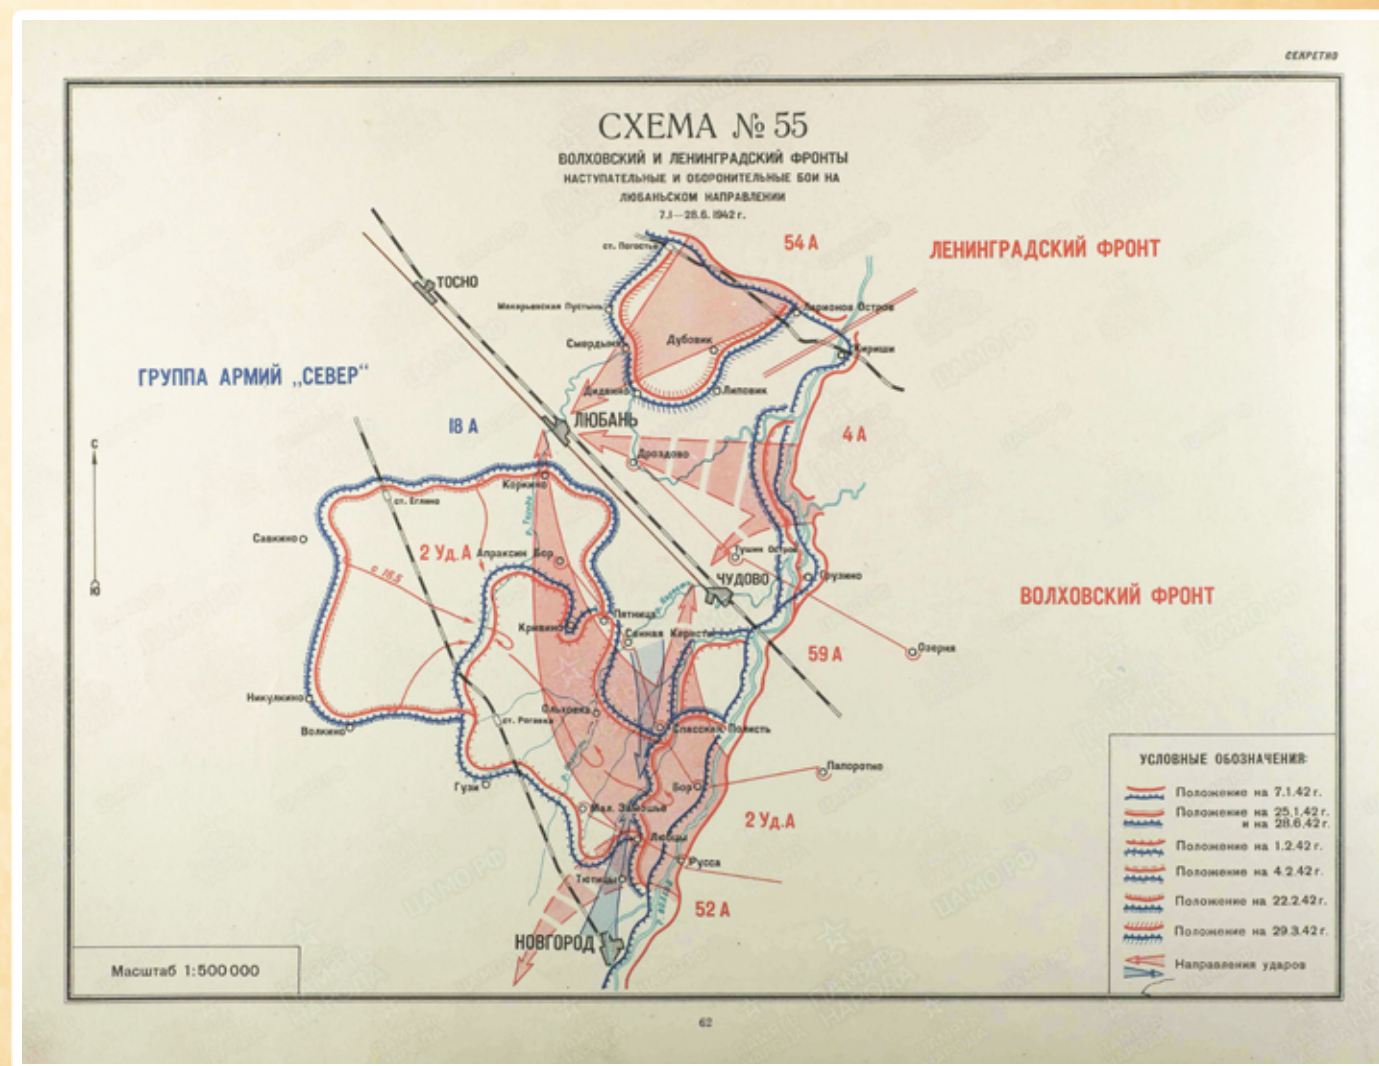 СЕКРЕТНО
СХЕМА № 55
ВОЛХОВСКИЙ И ЛЕНИНГРАДСКИЙ ФРОНТЫ
НАСТУПАТЕЛЬНЫЕ И ОБОРОНИТЕЛЬНЫЕ БОИ НА
ЛЮБАНЬСКОМ НАПРАВЛЕНИИ
7.I—28.6. 1942 г.
54 А
ЛЕНИНГРАДСКИЙ ФРОНТ
ст. Погостье
ТОСНО
Макарьевская Пустынь
Ларионов Остров
Смердыня
Дубовик
Кириши
ГРУППА АРМИЙ „СЕВЕР“
Дидвино
Липовик
18 А
ЛЮБАНЬ
4 А
С
Дроздово
Коркино
ст. Еглино
р. Тигода
Савкино
2 Уд.А
Апраксин Бор
Тушин Остров
с 16.5
ЧУДОВО
Грузино
Ю
ВОЛХОВСКИЙ ФРОНТ
Пятница
Кривино
Сенная Кересть
59 А
Озерия
Никулкино
Ольховка
ст. Рогавка
Волкино
Спасская Полисть
УСЛОВНЫЕ ОБОЗНАЧЕНИЯ:
Папоротно
Гузи
Бор
Положение на 7.1.42 г.
Мал. Замошье
Положение на 25.1.42 г.
и на 28.6.42 г.
2 Уд.А
Любцы
Положение на 1.2.42 г.
Русса
Положение на 4.2.42 г.
Тютицы
Положение на 22.2.42 г.
52 А
р. Волхов
Положение на 29.3.42 г.
НОВГОРОД
Направления ударов
Масштаб 1:500 000
62